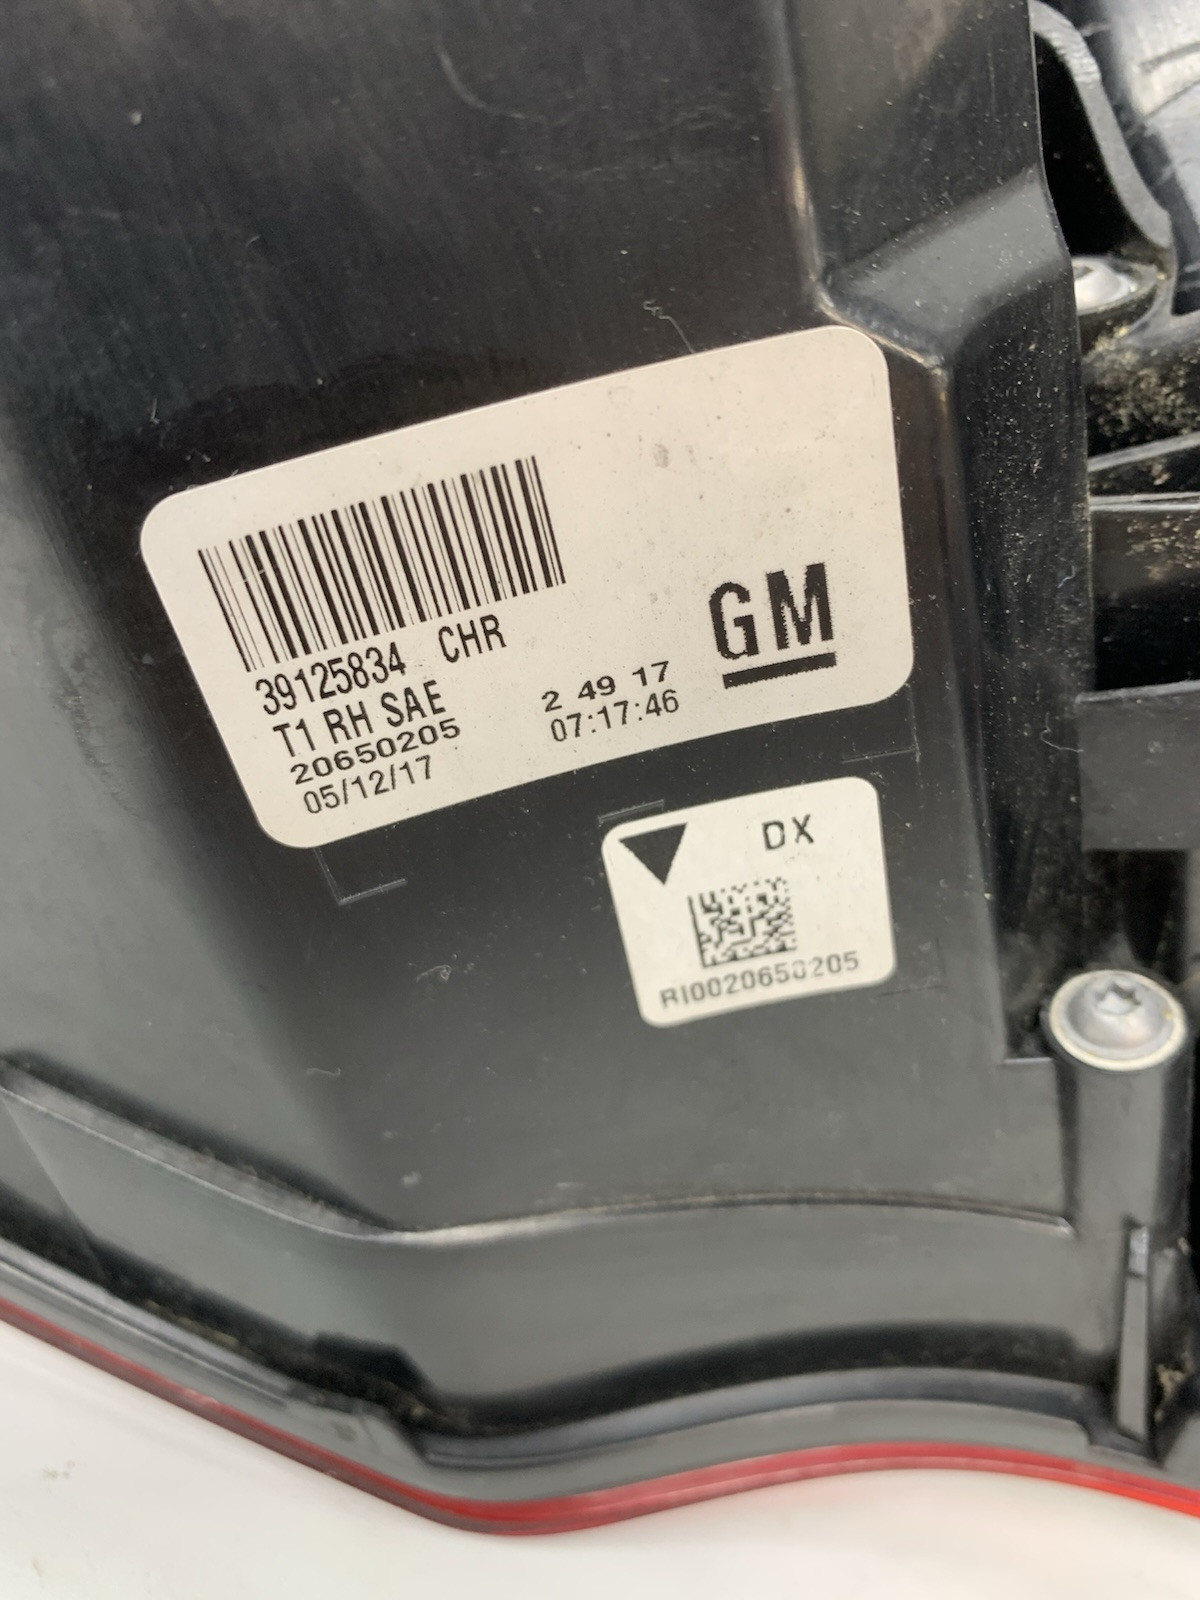 39125834 CHR
T1 RH SAE
20650205
05/12/17
2 49 17
07:17:46
GM
DX
RI0020650205